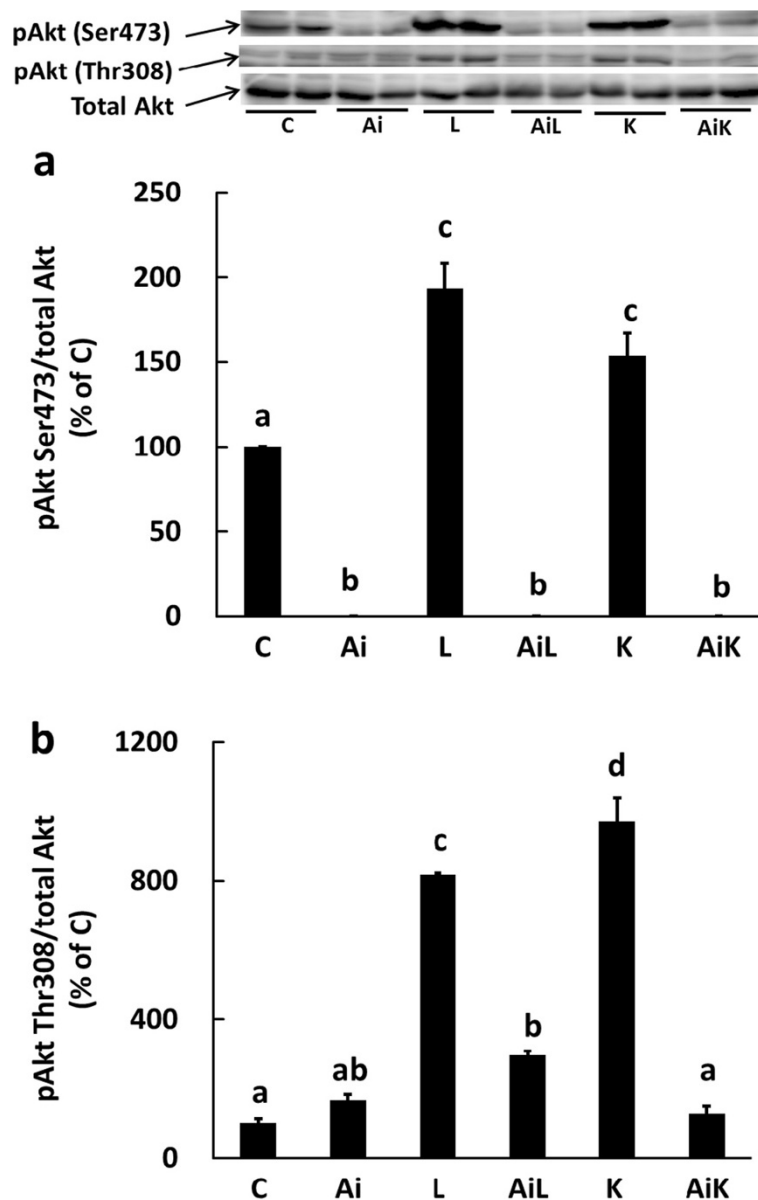 pAkt (Ser473)
pAkt (Thr308)
Total Akt
C Ai L AiL K AiK
a
pAkt Ser473/total Akt
(% of C)
250
200
150
100
50
0
a
b
c
b
c
b
C Ai L AiL K AiK
b
pAkt Thr308/total Akt
(% of C)
1200
800
400
0
a
ab
c
b
d
a
C Ai L AiL K AiK